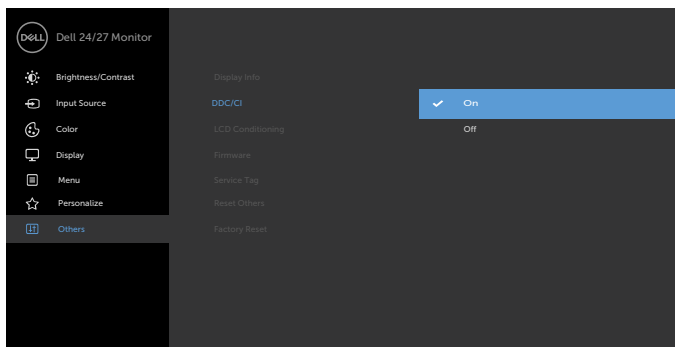 DELL
Dell 24/27 Monitor
Brightness/Contrast
Input Source
Color
Display
Menu
Personalize
Others
Display Info
DDC/CI
LCD Conditioning
Firmware
Service Tag
Reset Others
Factory Reset
On
Off